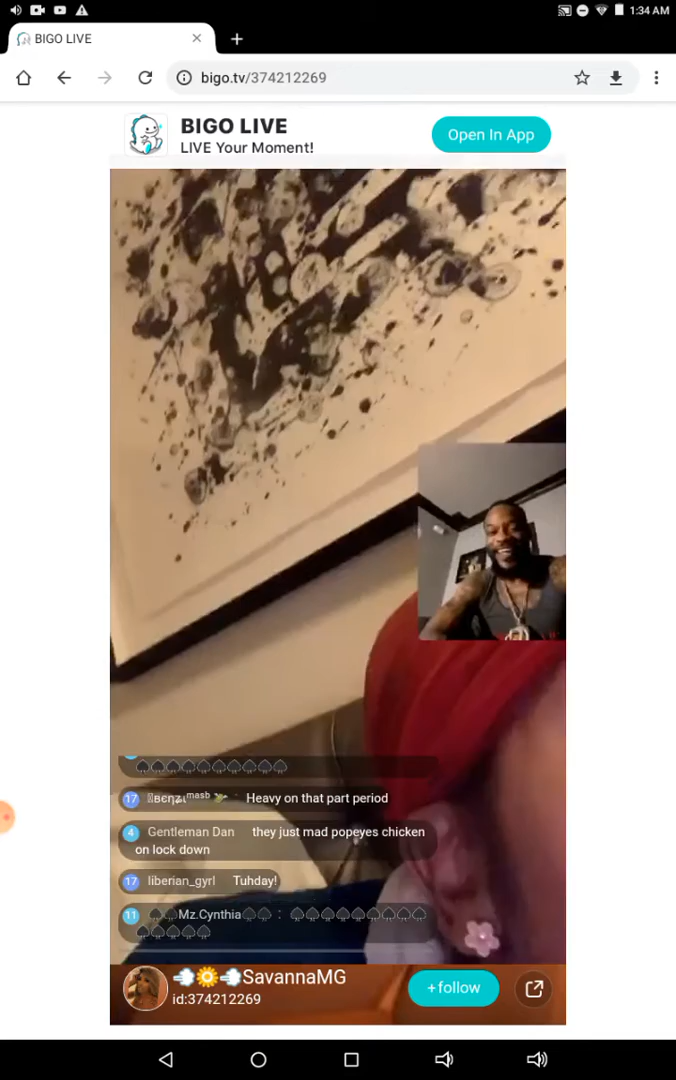 1:34 AM
BIGO LIVE
bigo.tv/374212269
BIGO LIVE
LIVE Your Moment!
Open In App
17 masb : Heavy on that part period
4 Gentleman Dan they just mad popeyes chicken
on lock down
17 liberian_gyrl Tuhday!
11 ♤♤Mz.Cynthia♤♤ : ♤♤♤♤♤♤♤♤♤
♤♤♤♤♤
💨🌞💨SavannaMG
id:374212269
+follow